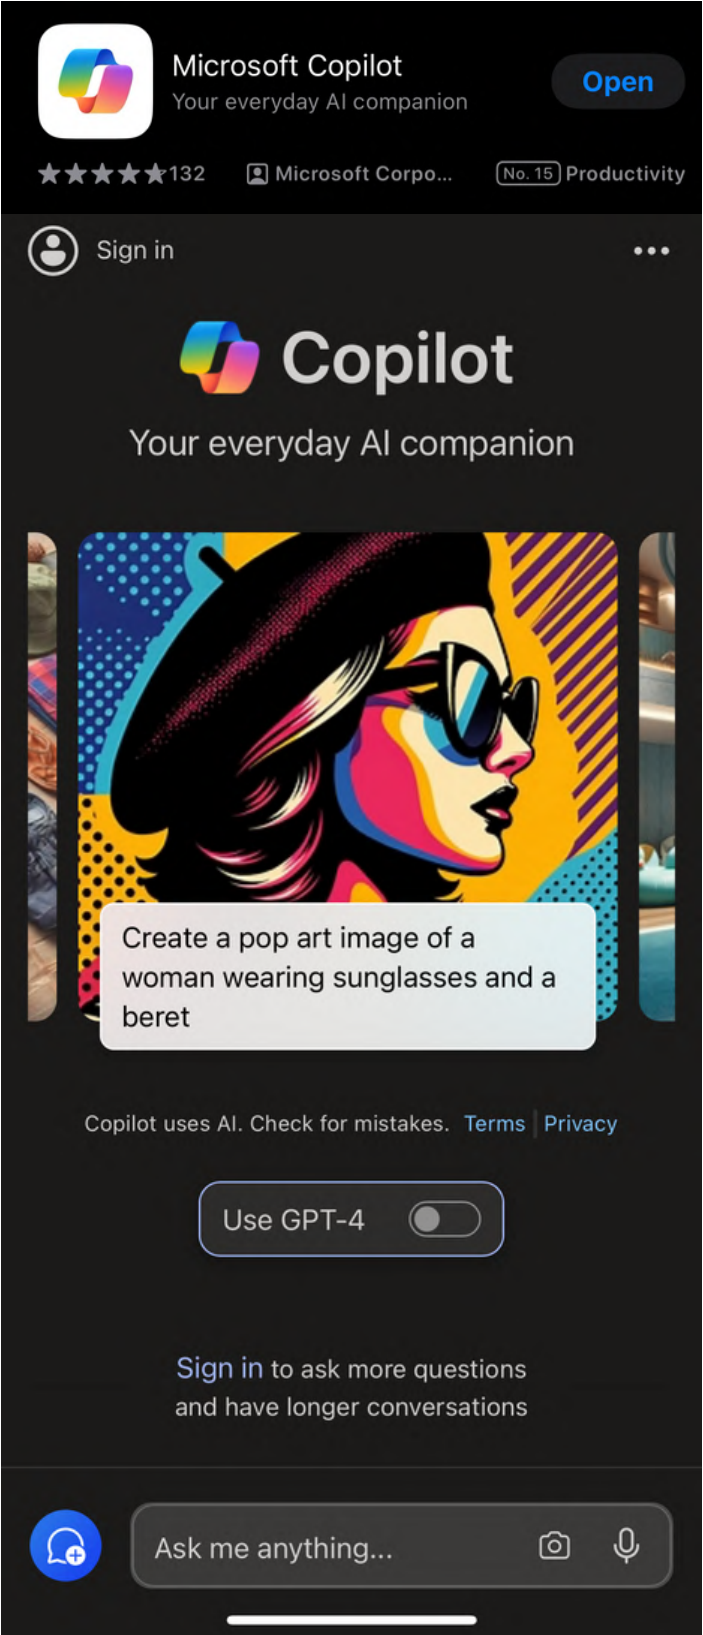 Microsoft Copilot
Your everyday AI companion
Open
132
Microsoft Corpo...
No. 15 Productivity
Sign in
Copilot
Your everyday AI companion
Create a pop art image of a
woman wearing sunglasses and a
beret
Copilot uses AI. Check for mistakes. Terms Privacy
Use GPT-4
Sign in to ask more questions
and have longer conversations
Ask me anything...